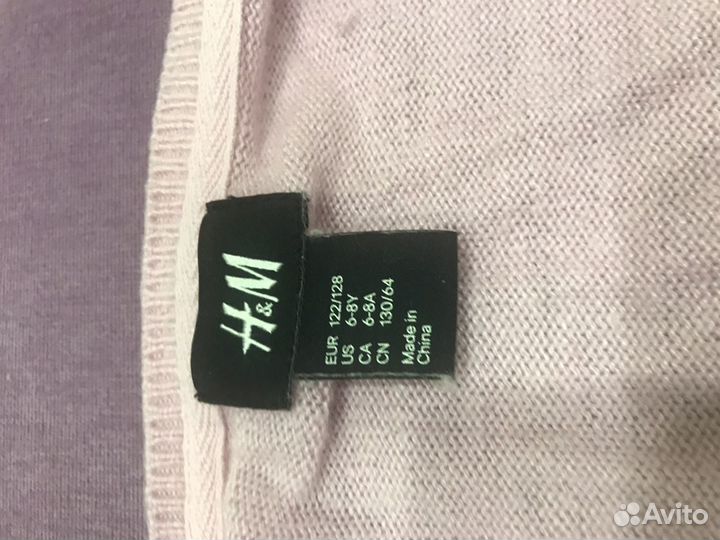 H&M
EUR 122/128
US 6-8Y
CA 6-8A
CN 130/64
Made in
China
Avito